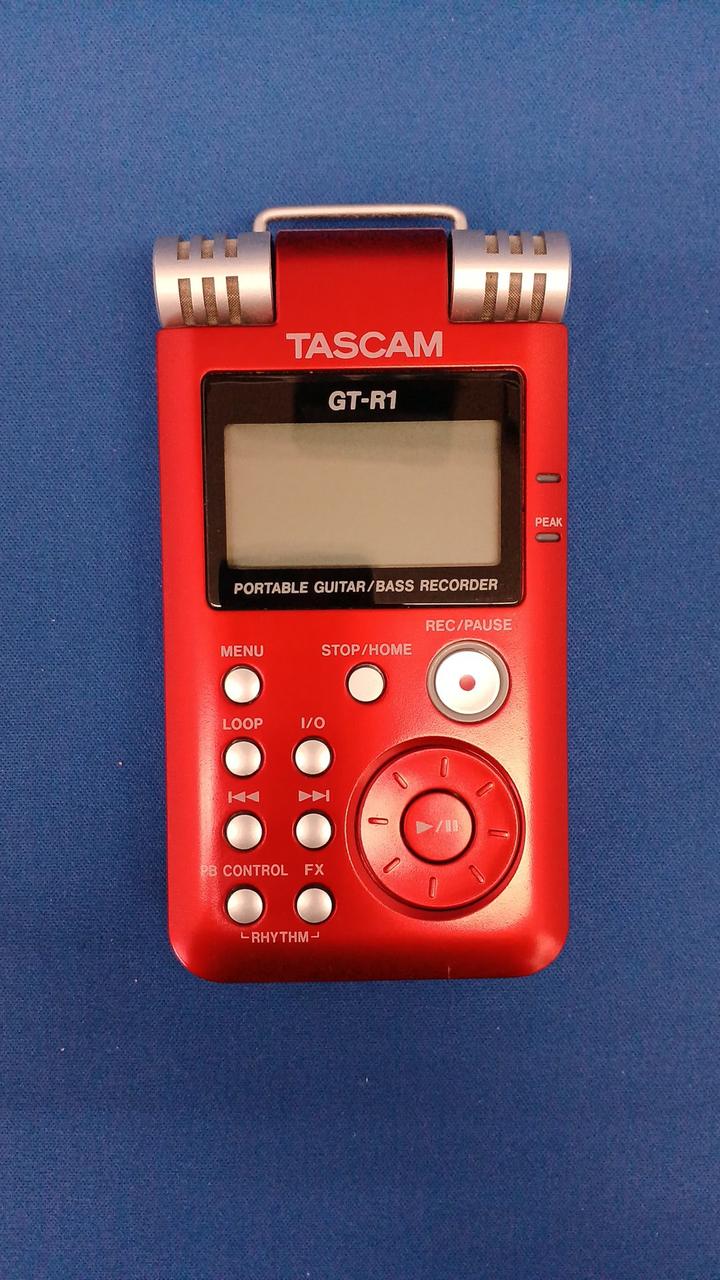 TASCAM
GT-R1
PEAK
PORTABLE GUITAR/BASS RECORDER
REC/PAUSE
MENU
STOP/HOME
LOOP I/O
PB CONTROL FX
RHYTHM